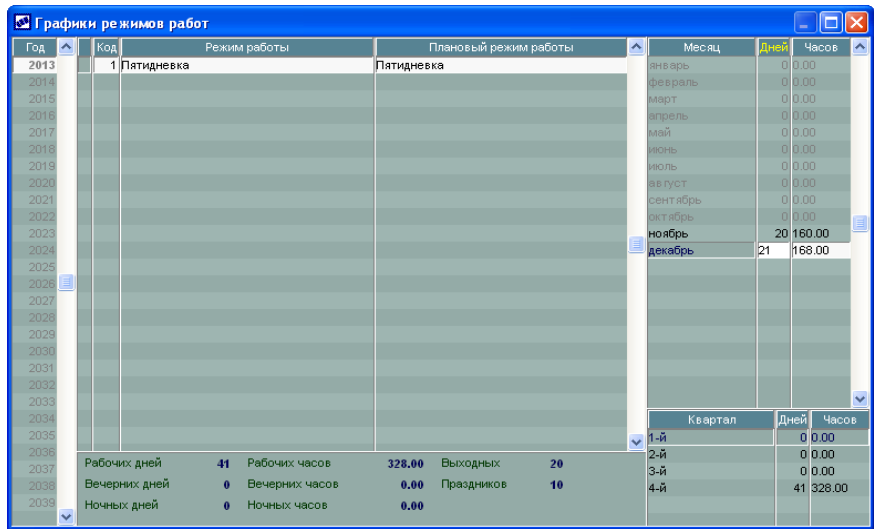 Графики режимов работ
Год Код Режим работы Плановый режим работы Месяц Дней Часов
2013 1 Пятидневка Пятидневка январь 0 0.00
2014 февраль 0 0.00
2015 март 0 0.00
2016 апрель 0 0.00
2017 май 0 0.00
2018 июнь 0 0.00
2019 июль 0 0.00
2020 август 0 0.00
2021 сентябрь 0 0.00
2022 октябрь 0 0.00
2023 ноябрь 20 160.00
2024 декабрь 21 168.00
2025
2026
2027
2028
2029
2030
2031
2032
2033
2034 Квартал Дней Часов
2035 1-й 0 0.00
2036 2-й 0 0.00
2037 Рабочих дней 41 Рабочих часов 328.00 Выходных 20 3-й 0 0.00
2038 Вечерних дней 0 Вечерних часов 0.00 Праздников 10 4-й 41 328.00
2039 Ночных дней 0 Ночных часов 0.00